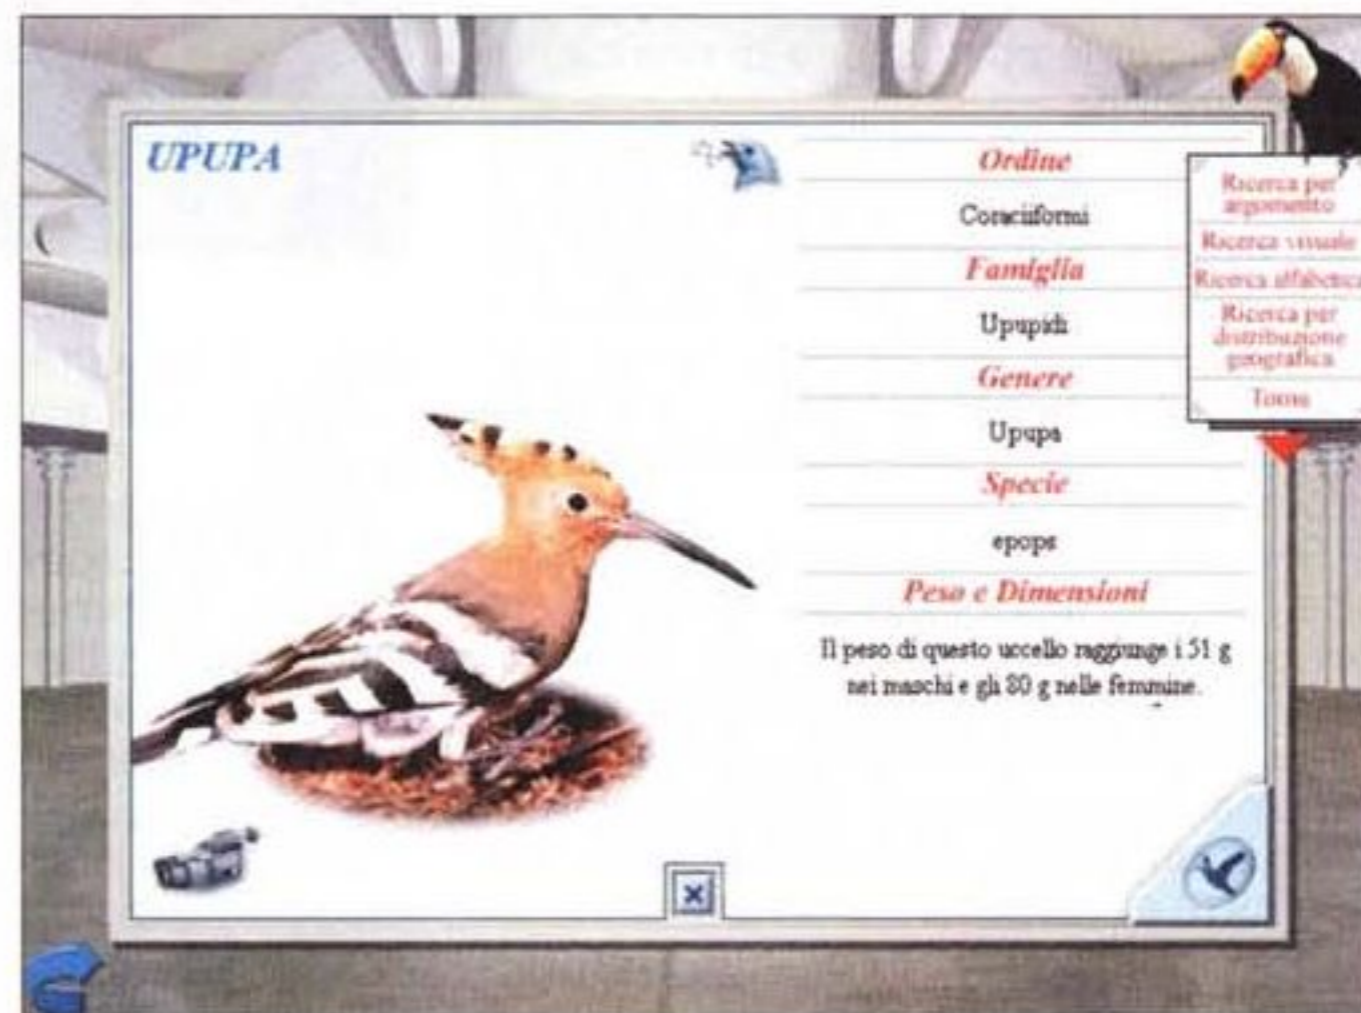 UPUPA
Ordine
Coraciiformi
Famiglia
Upupidi
Genere
Upupa
Specie
epops
Peso e Dimensioni
Il peso di questo uccello raggiunge i 51 g
nei maschi e gli 80 g nelle femmine.
Ricerca per
argomento
Ricerca visuale
Ricerca alfabetica
Ricerca per
distribuzione
geografica
Torna